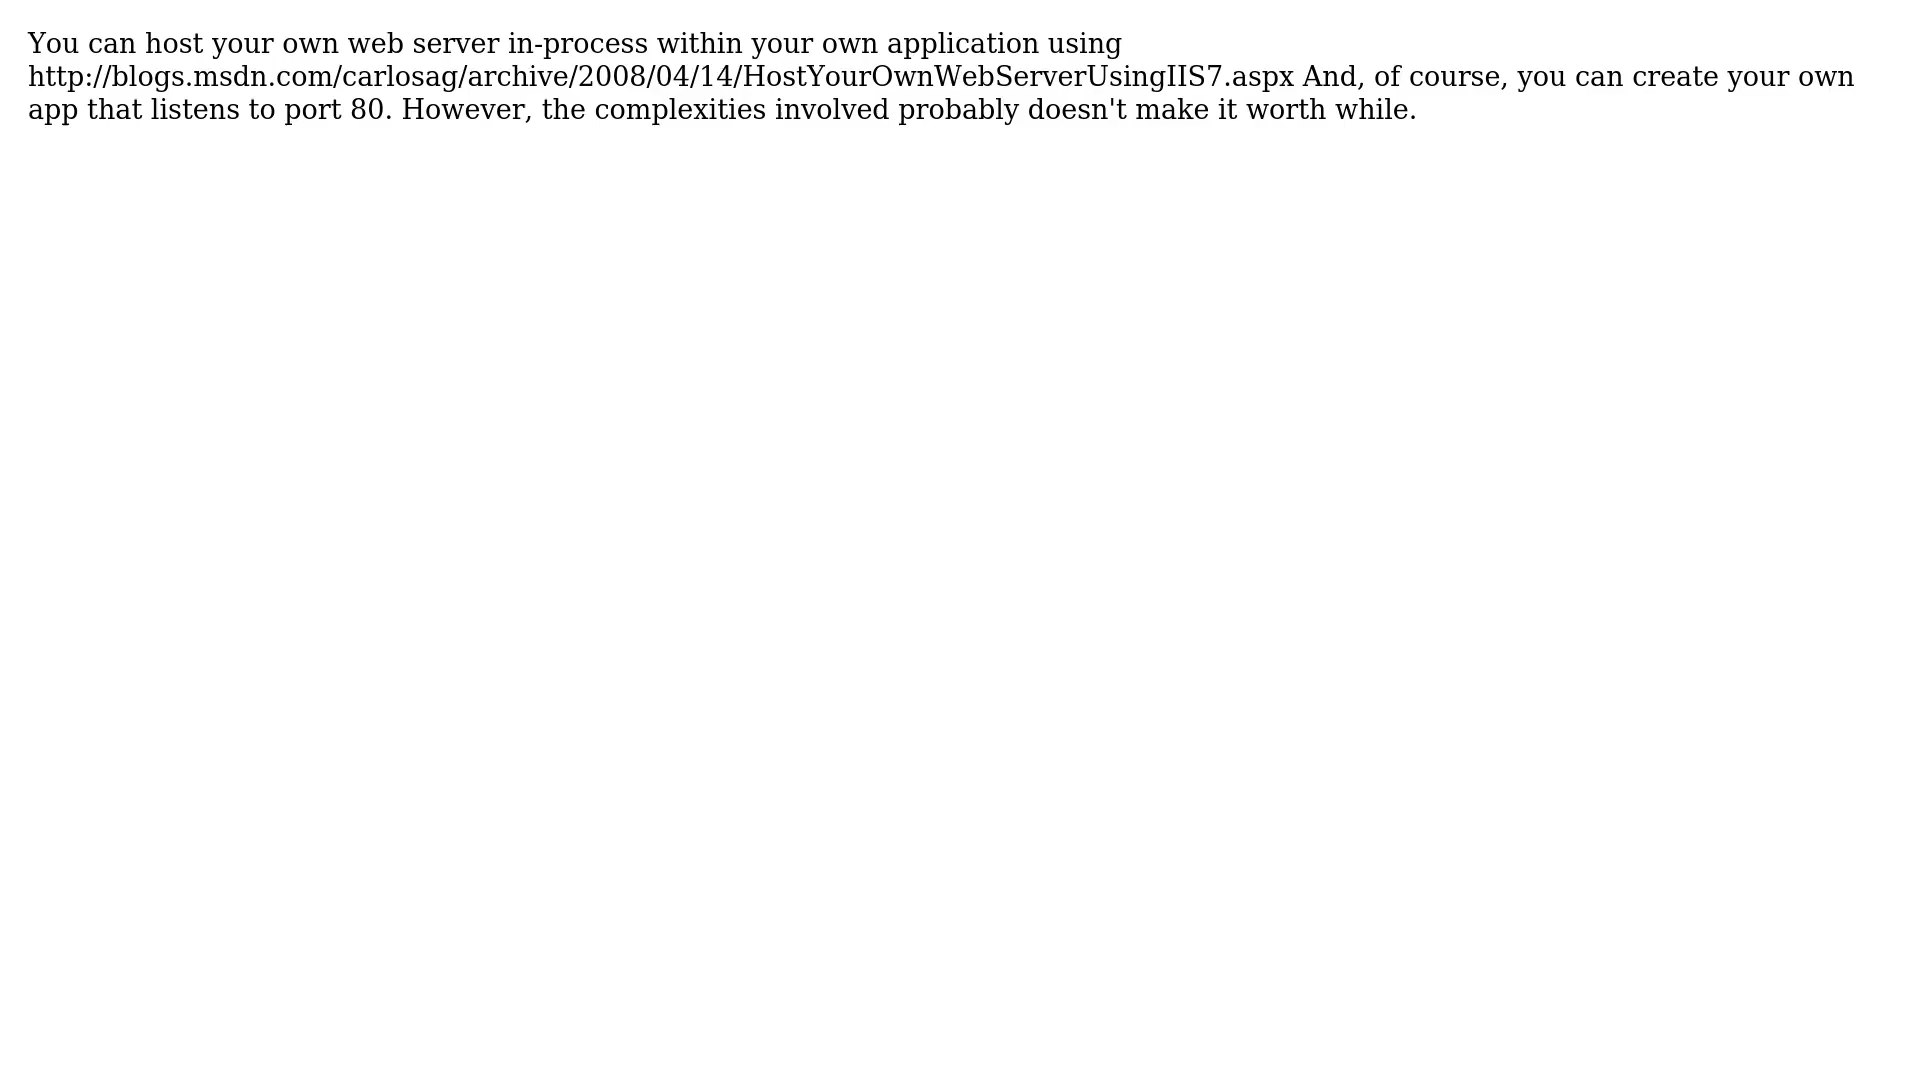 You can host your own web server in-process within your own application using
http://blogs.msdn.com/carlosag/archive/2008/04/14/HostYourOwnWebServerUsingIIS7.aspx And, of course, you can create your own
app that listens to port 80. However, the complexities involved probably doesn't make it worth while.